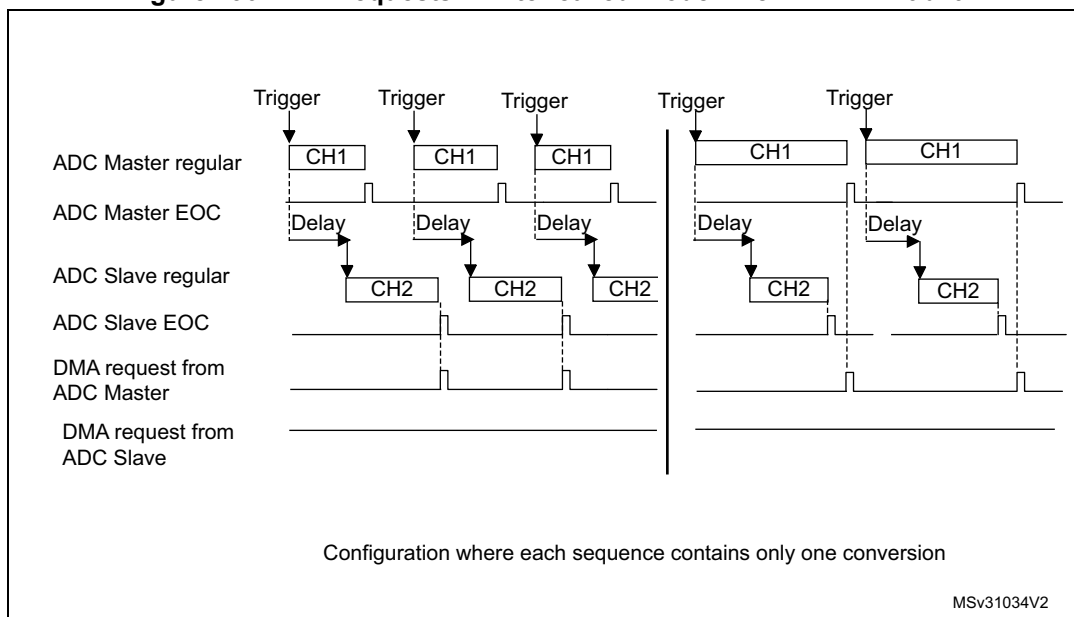 Trigger Trigger Trigger Trigger Trigger
ADC Master regular CH1 CH1 CH1 CH1 CH1
ADC Master EOC
Delay Delay Delay Delay Delay
ADC Slave regular
CH2 CH2 CH2 CH2 CH2
ADC Slave EOC
DMA request from
ADC Master
DMA request from
ADC Slave
Configuration where each sequence contains only one conversion
MSv31034V2